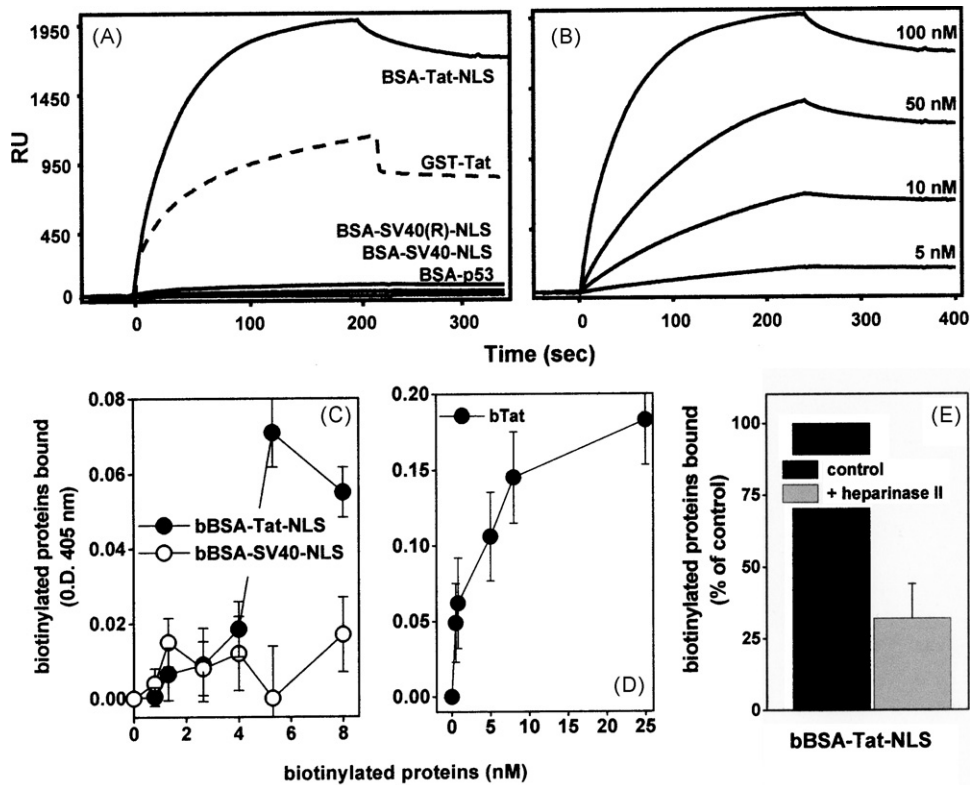 (A)
1950
1450
950
450
0
RU
BSA-Tat-NLS
GST-Tat
BSA-SV40(R)-NLS
BSA-SV40-NLS
BSA-p53
0
100
200
300
(B)
100 nM
50 nM
10 nM
5 nM
0
100
200
300
400
Time (sec)
(C)
0.08
0.06
0.04
0.02
0.00
biotinylated proteins bound
(0.D. 405 nm)
bBSA-Tat-NLS
bBSA-SV40-NLS
0
2
4
6
8
0.20
0.15
0.10
0.05
0.00
bTat
(D)
0
5
10
15
20
25
biotinylated proteins (nM)
(E)
100
75
50
25
0
biotinylated proteins bound
(% of control)
control
+ heparinase II
bBSA-Tat-NLS